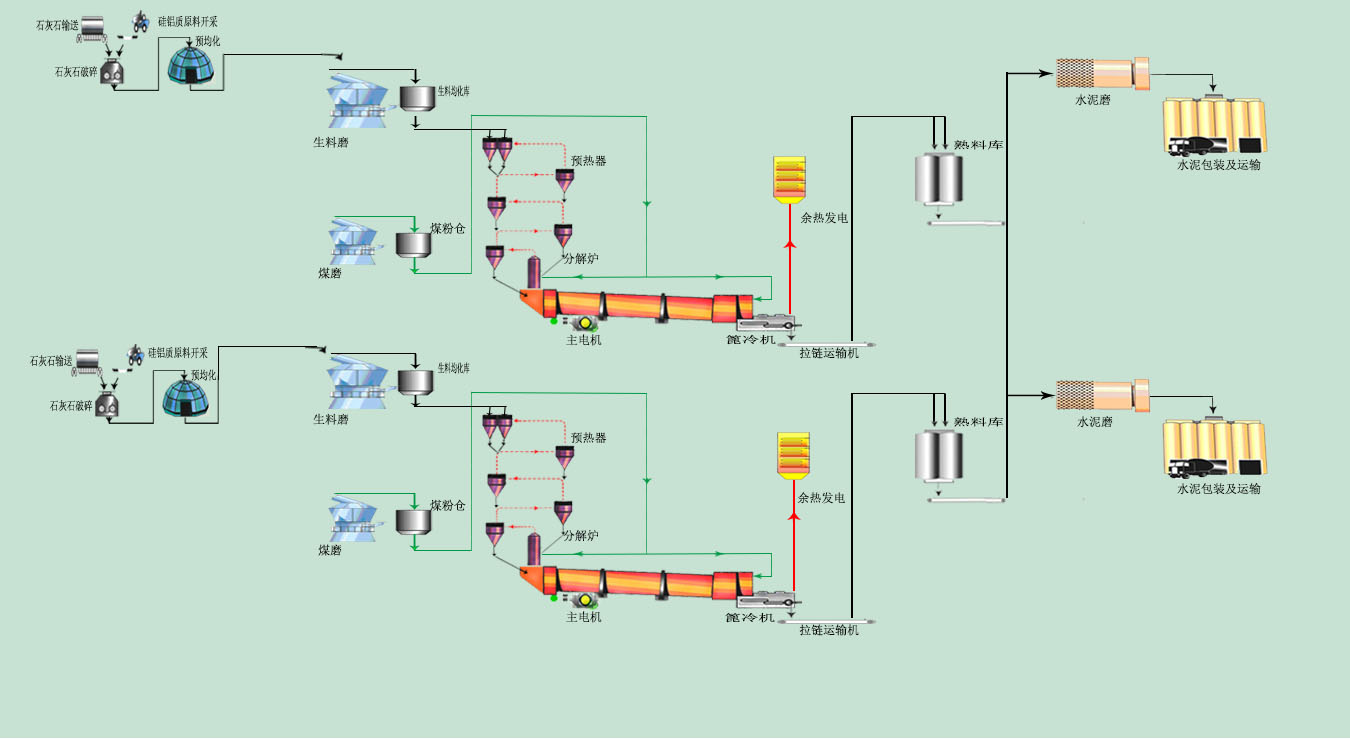 石灰石输送
硅铝质原料开采
预均化
石灰石破碎
生料均化库
生料磨
预热器
煤粉仓
煤磨
分解炉
主电机
篦冷机
拉链运输机
余热发电
熟料库
水泥磨
水泥包装及运输
石灰石输送
硅铝质原料开采
预均化
石灰石破碎
生料均化库
生料磨
预热器
煤粉仓
煤磨
分解炉
主电机
篦冷机
拉链运输机
余热发电
熟料库
水泥磨
水泥包装及运输